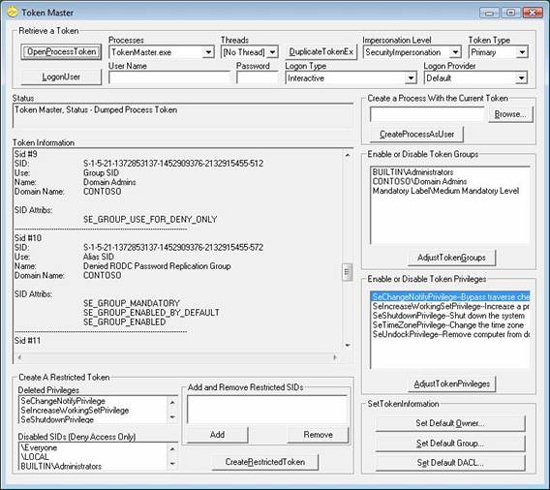 Token Master
Retrieve a Token
Processes
Threads
Impersonation Level
Token Type
OpenProcessToken
TokenMaster.exe
[No Thread]
DuplicateTokenEx
SecurityImpersonation
Primary
User Name
Password
Logon Type
Logon Provider
LogonUser
Interactive
Default
Status
Token Master, Status - Dumped Process Token
Create a Process With the Current Token
Browse...
CreateProcessAsUser
Token Information
Sid #9
SID: S-1-5-21-1372853137-1452909376-2132915455-512
Use: Group SID
Name: Domain Admins
Domain Name: CONTOSO
SID Attribs:
SE_GROUP_USE_FOR_DENY_ONLY
Sid #10
SID: S-1-5-21-1372853137-1452909376-2132915455-572
Use: Alias SID
Name: Denied RODC Password Replication Group
Domain Name: CONTOSO
SID Attribs:
SE_GROUP_MANDATORY
SE_GROUP_ENABLED_BY_DEFAULT
SE_GROUP_ENABLED
Sid #11
Enable or Disable Token Groups
BUILTIN\Administrators
CONTOSO\Domain Admins
Mandatory Label\Medium Mandatory Level
AdjustTokenGroups
Enable or Disable Token Privileges
SeChangeNotifyPrivilege--Bypass traverse che
SeIncreaseWorkingSetPrivilege--Increase a p
SeShutdownPrivilege--Shut down the system
SeTimeZonePrivilege--Change the time zone
SeUndockPrivilege--Remove computer from do
AdjustTokenPrivileges
Create A Restricted Token
Deleted Privileges
SeChangeNotifyPrivilege
SeIncreaseWorkingSetPrivilege
SeShutdownPrivilege
Disabled SIDs (Deny Access Only)
\Everyone
\LOCAL
BUILTIN\Administrators
Add and Remove Restricted SIDs
Add
Remove
CreateRestrictedToken
SetTokenInformation
Set Default Owner...
Set Default Group...
Set Default DACL...